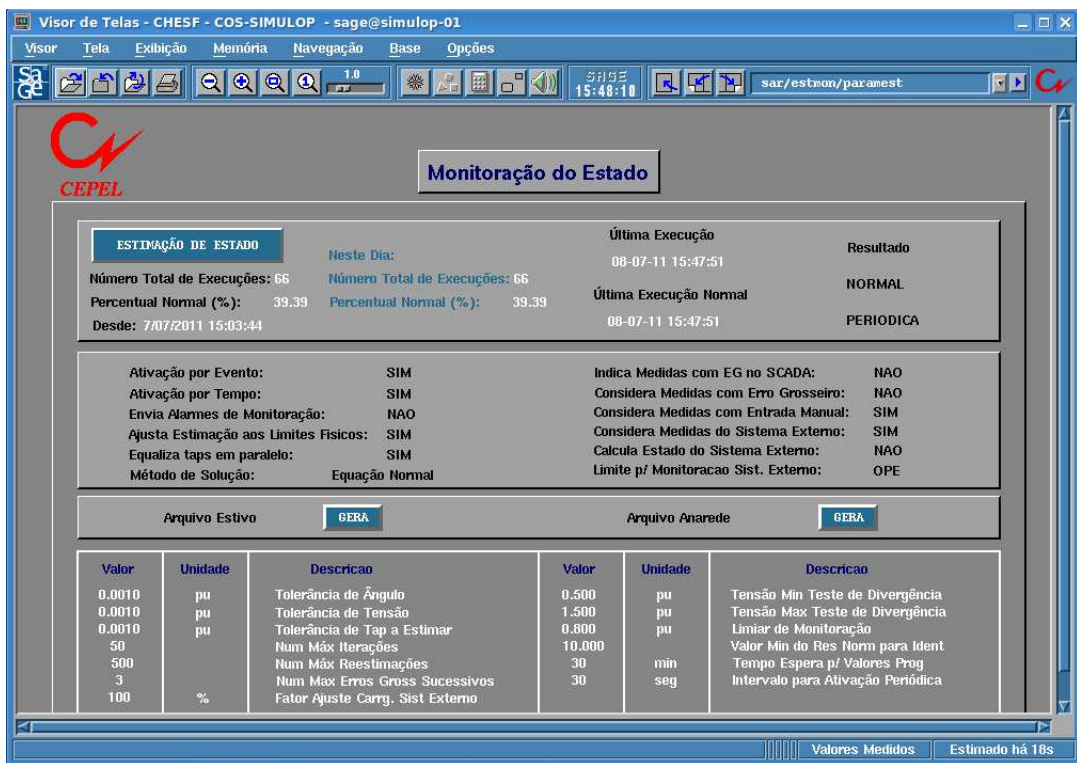 Visor de Telas - CHESF - COS-SIMULOP - sage@simulop-01
Visor Tela Exibição Memória Navegação Base Opções
SaGe 1.0 SAGE 15:48:10 sar/estmon/paramest
CEPEL
Monitoração do Estado
ESTIMAÇÃO DE ESTADO
Neste Dia:
Última Execução
Resultado
08-07-11 15:47:51
Número Total de Execuções: 66 Número Total de Execuções: 66
NORMAL
Percentual Normal (%): 39.39 Percentual Normal (%): 39.39
Última Execução Normal
Desde: 7/07/2011 15:03:44
08-07-11 15:47:51
PERIODICA
Ativação por Evento: SIM
Ativação por Tempo: SIM
Envia Alarmes de Monitoração: NAO
Ajusta Estimação aos Limites Fisicos: SIM
Equaliza taps em paralelo: SIM
Método de Solução: Equação Normal
Indica Medidas com EG no SCADA: NAO
Considera Medidas com Erro Grosseiro: NAO
Considera Medidas com Entrada Manual: SIM
Considera Medidas do Sistema Externo: SIM
Calcula Estado do Sistema Externo: NAO
Limite p/ Monitoracao Sist. Externo: OPE
Arquivo Estivo GERA Arquivo Anarede GERA
Valor Unidade Descricao
0.0010 pu Tolerância de Ângulo
0.0010 pu Tolerância de Tensão
0.0010 pu Tolerância de Tap a Estimar
50 Num Máx Iterações
500 Num Máx Reestimações
3 Num Max Erros Gross Sucessivos
100 % Fator Ajuste Carrg. Sist Externo
Valor Unidade Descricao
0.500 pu Tensão Min Teste de Divergência
1.500 pu Tensão Max Teste de Divergência
0.800 pu Limiar de Monitoração
10.000 Valor Min do Res Norm para Ident
30 min Tempo Espera p/ Valores Prog
30 seg Intervalo para Ativação Periódica
Valores Medidos Estimado há 18s